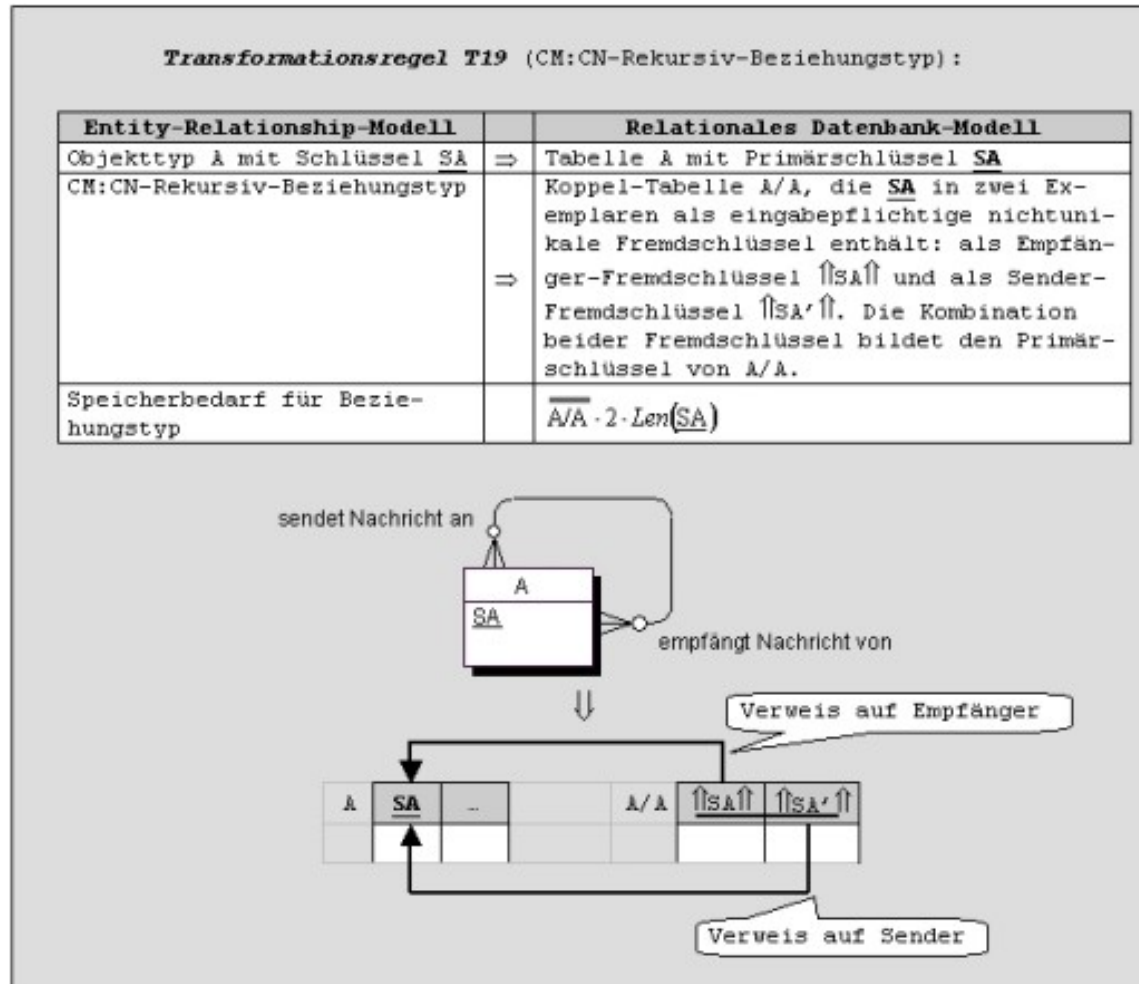 Transformationsregel T19 (CM:CN-Rekursiv-Beziehungstyp):
Entity-Relationship-Modell
Relationales Datenbank-Modell
Objekttyp A mit Schlüssel SA
⇒
Tabelle A mit Primärschlüssel SA
CM:CN-Rekursiv-Beziehungstyp
⇒
Koppel-Tabelle A/A, die SA in zwei Ex-
emplaren als eingabepflichtige nichtuni-
kale Fremdschlüssel enthält: als Empfän-
ger-Fremdschlüssel ⇑SA⇑ und als Sender-
Fremdschlüssel ⇑SA'⇑. Die Kombination
beider Fremdschlüssel bildet den Primär-
schlüssel von A/A.
Speicherbedarf für Bezie-
hungstyp
A/A · 2 · Len(SA)
sendet Nachricht an
A
SA
empfängt Nachricht von
⇓
Verweis auf Empfänger
A SA … A/A ⇑SA⇑ ⇑SA'⇑
Verweis auf Sender